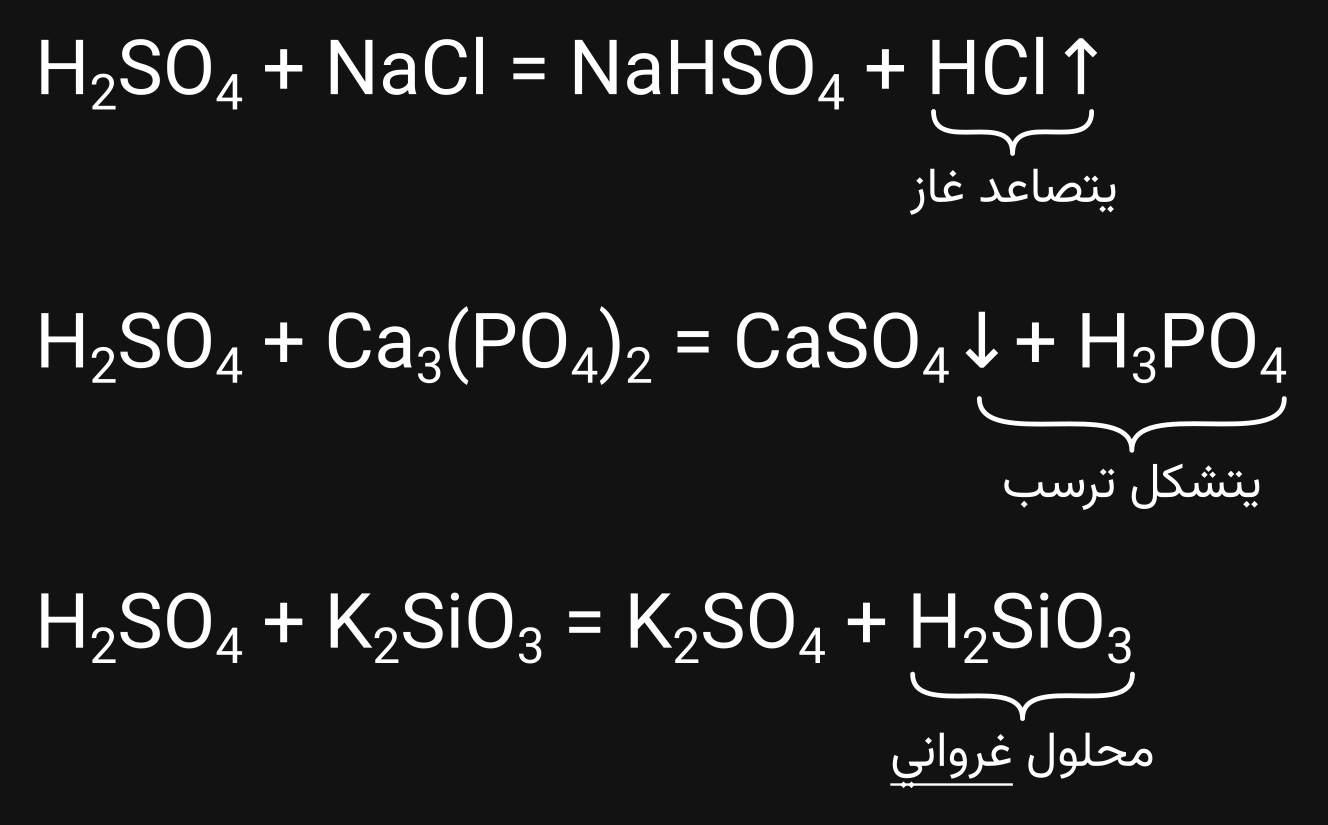 H₂SO₄ + NaCl = NaHSO₄ + HCl↑
يتصاعد غاز
H₂SO₄ + Ca₃(PO₄)₂ = CaSO₄↓ + H₃PO₄
يتشكل ترسب
H₂SO₄ + K₂SiO₃ = K₂SO₄ + H₂SiO₃
محلول غرواني